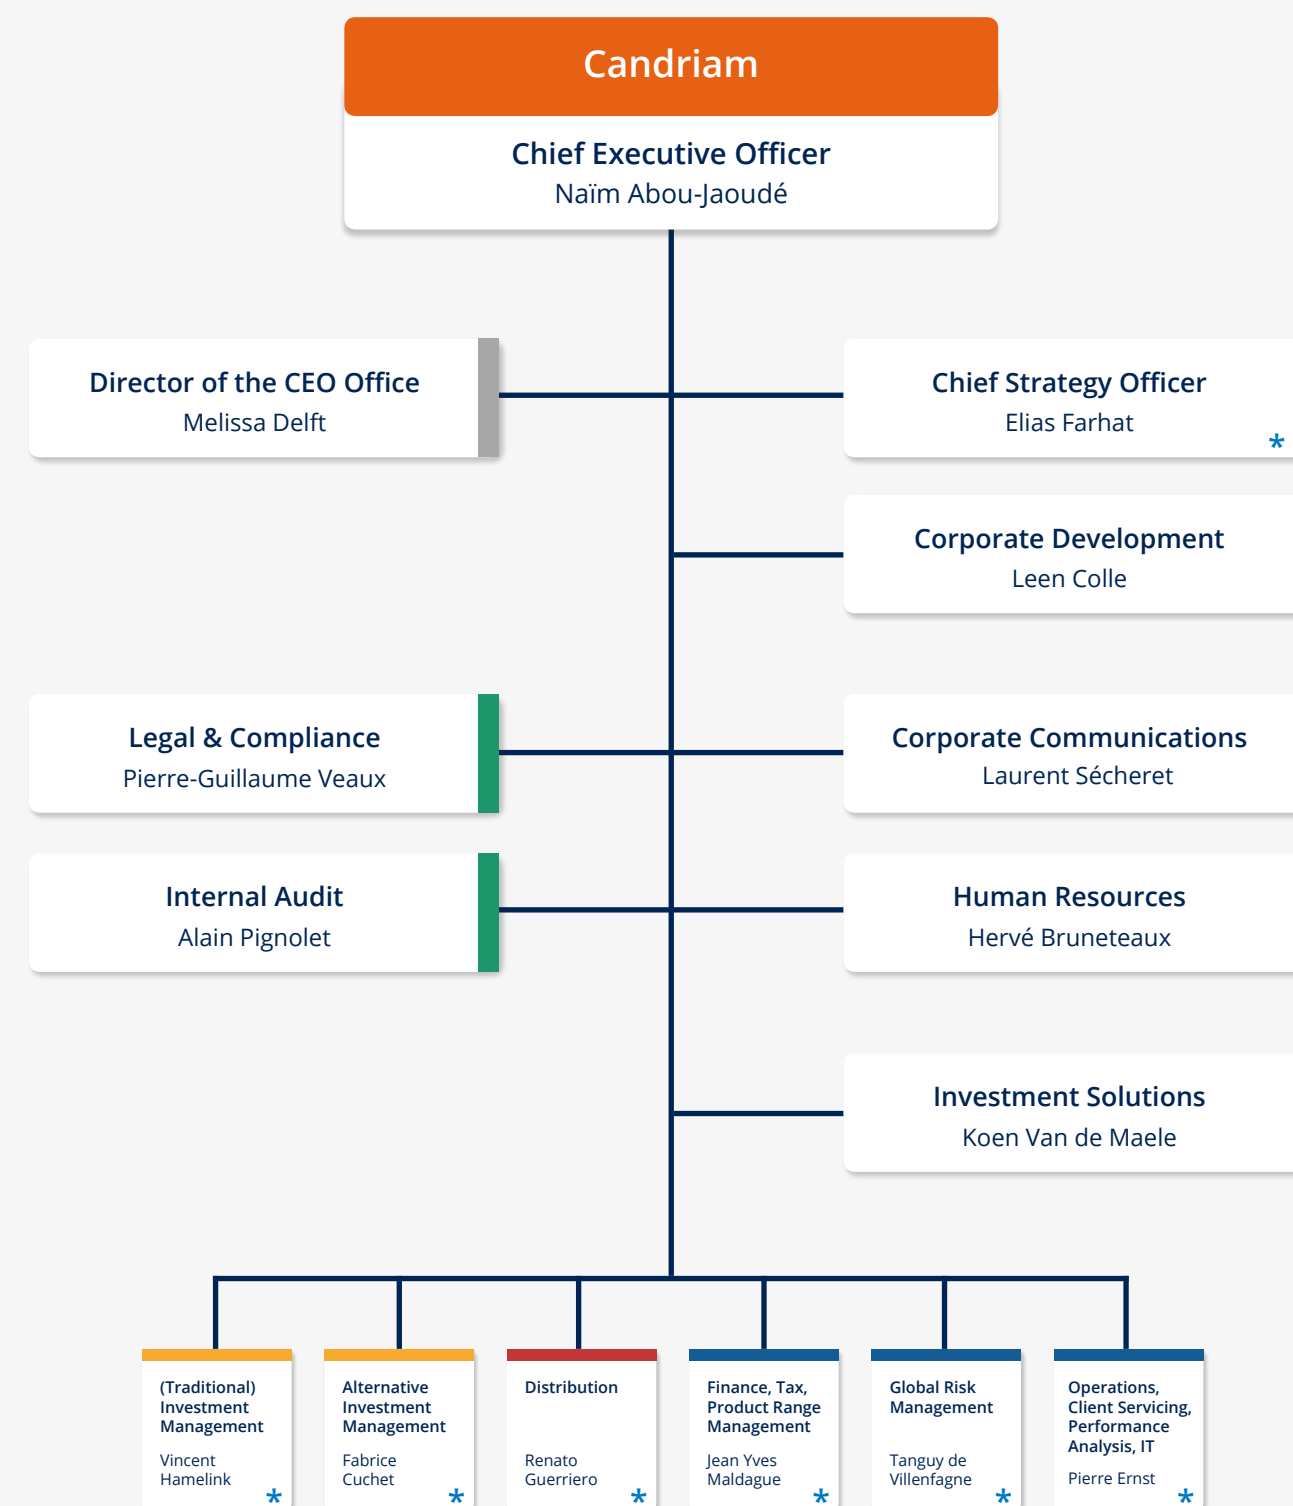 Candriam
Chief Executive Officer
Naïm Abou-Jaoudé
Director of the CEO Office
Melissa Delft
Chief Strategy Officer
Elias Farhat
*
Corporate Development
Leen Colle
Legal & Compliance
Pierre-Guillaume Veaux
Corporate Communications
Laurent Sécheret
Internal Audit
Alain Pignolet
Human Resources
Hervé Bruneteaux
Investment Solutions
Koen Van de Maele
(Traditional)
Investment
Management
Vincent
Hamelink
*
Alternative
Investment
Management
Fabrice
Cuchet
*
Distribution
Renato
Guerriero
*
Finance, Tax,
Product Range
Management
Jean Yves
Maldague
*
Global Risk
Management
Tanguy de
Villenfagne
*
Operations,
Client Servicing,
Performance
Analysis, IT
Pierre Ernst
*